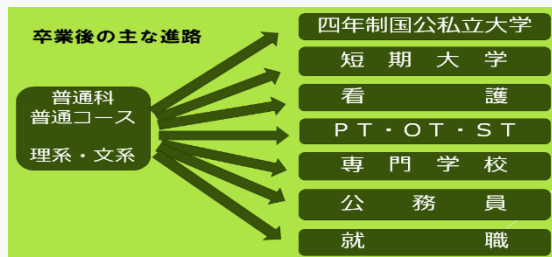 卒業後の主な進路
普通科
普通コース
理系・文系
四年制国公私立大学
短期大学
看護
PT・OT・ST
専門学校
公務員
就職